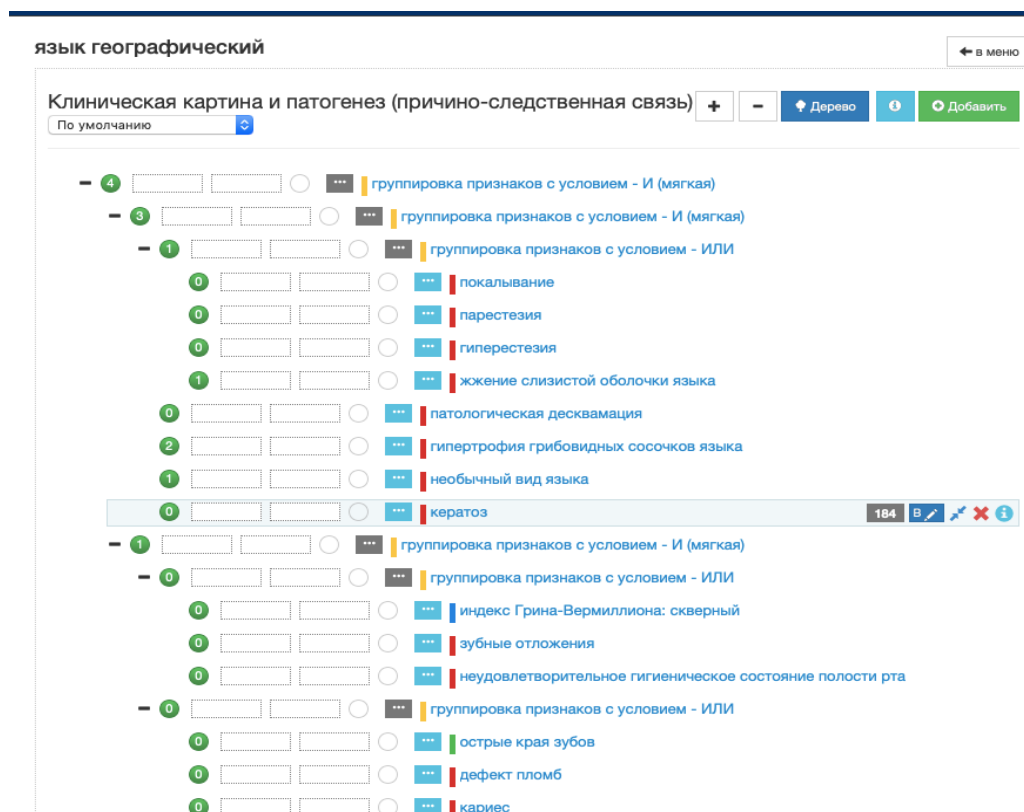 язык географический
в меню
Клиническая картина и патогенез (причино-следственная связь)
Дерево
Добавить
По умолчанию
4 ... группировка признаков с условием - И (мягкая)
3 ... группировка признаков с условием - И (мягкая)
1 ... группировка признаков с условием - ИЛИ
0 ... покалывание
0 ... парестезия
0 ... гиперестезия
1 ... жжение слизистой оболочки языка
0 ... патологическая десквамация
2 ... гипертрофия грибовидных сосочков языка
1 ... необычный вид языка
0 ... кератоз 184 В
1 ... группировка признаков с условием - И (мягкая)
0 ... группировка признаков с условием - ИЛИ
0 ... индекс Грина-Вермиллиона: скверный
0 ... зубные отложения
0 ... неудовлетворительное гигиеническое состояние полости рта
0 ... группировка признаков с условием - ИЛИ
0 ... острые края зубов
0 ... дефект пломб
0 ... кариес